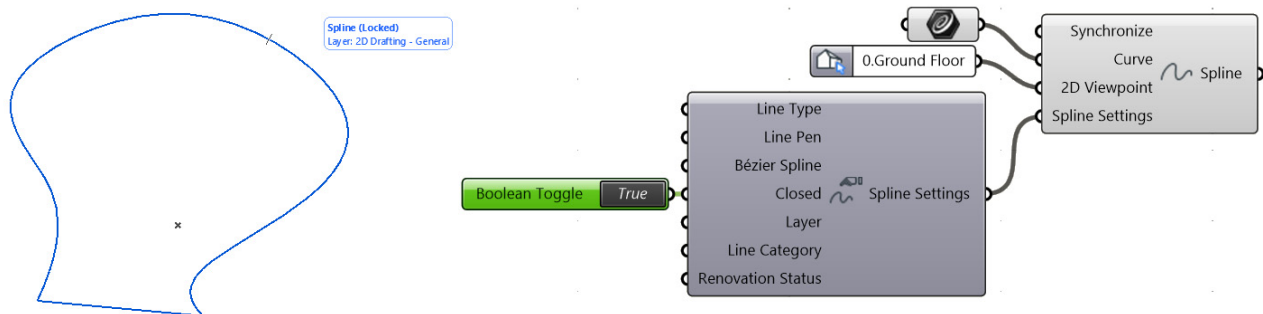 Spline (Locked)
Layer: 2D Drafting - General
0.Ground Floor
Synchronize
Curve
2D Viewpoint
Spline Settings
Spline
Line Type
Line Pen
Bézier Spline
Closed
Layer
Line Category
Renovation Status
Spline Settings
Boolean Toggle True